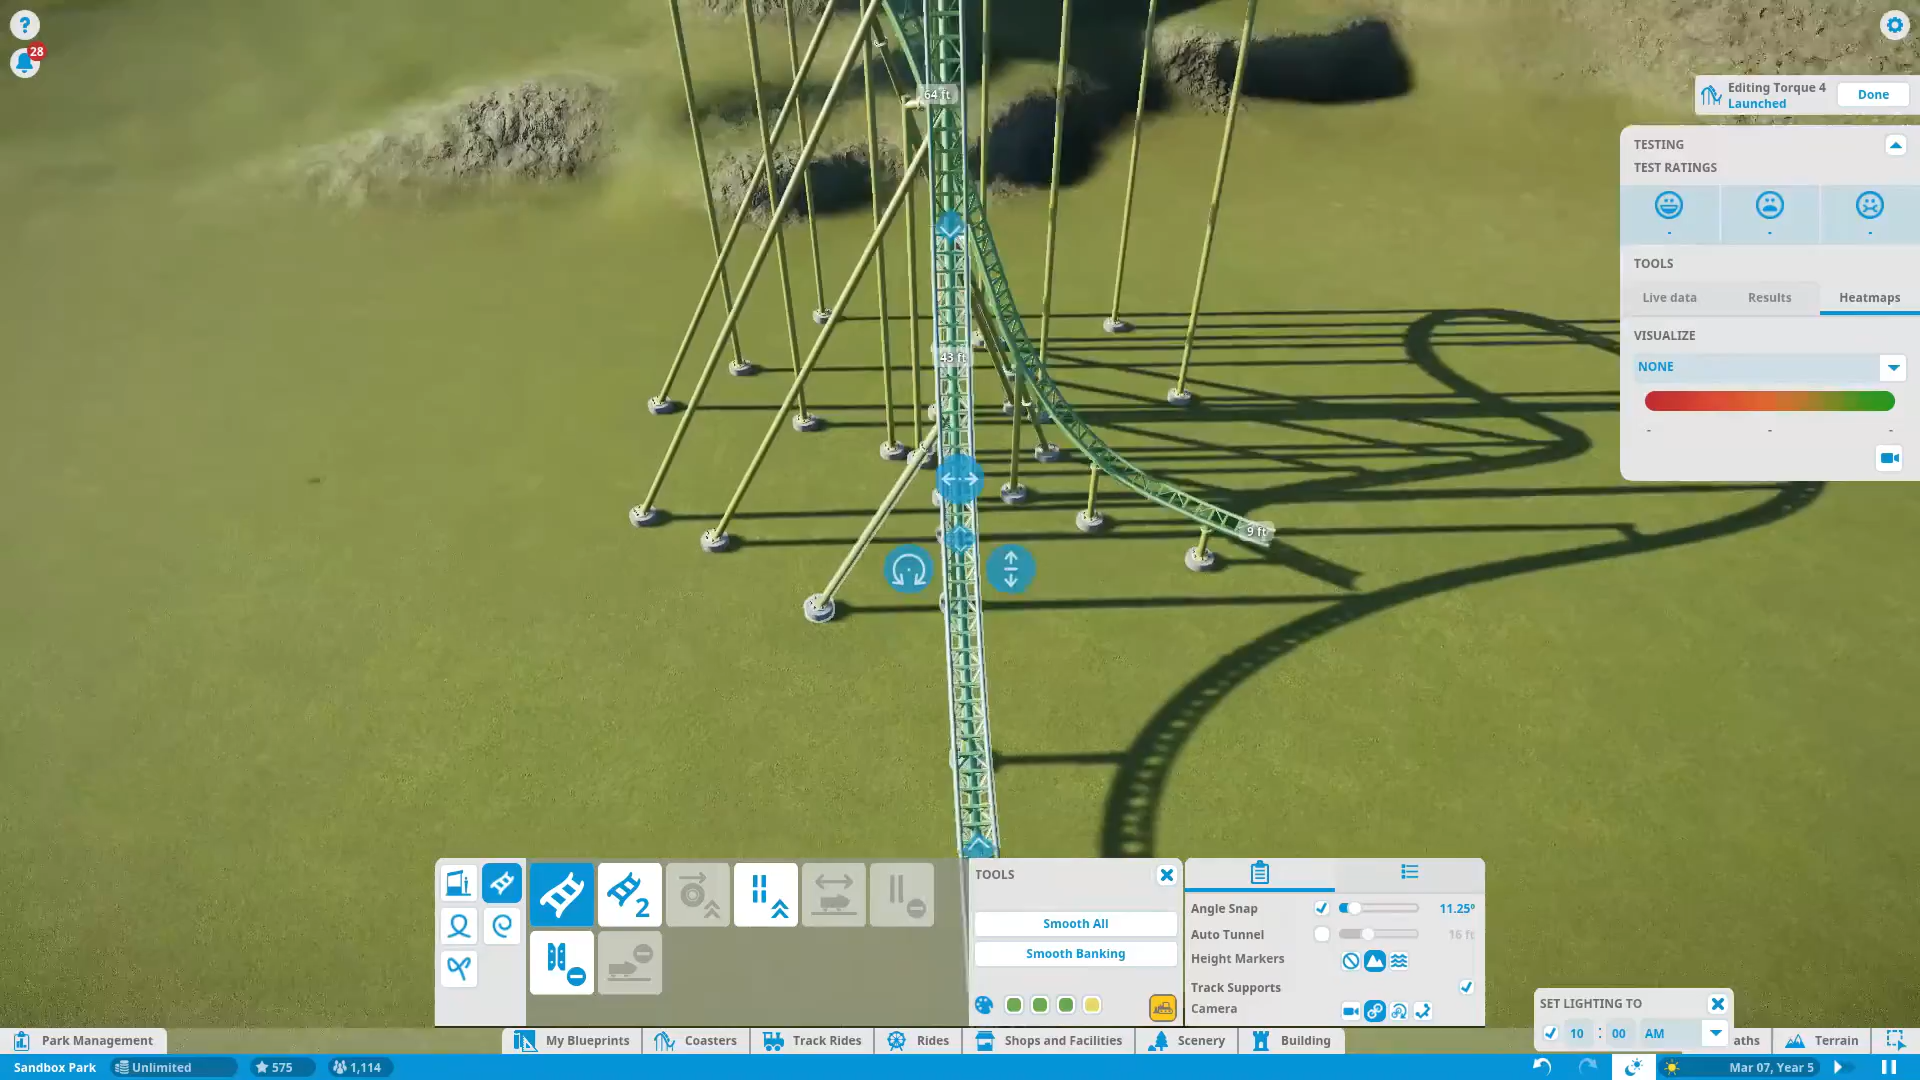 28
64 ft
43 ft
9 ft
Editing Torque 4
Launched
Done
TESTING
TEST RATINGS
- - -
TOOLS
Live data Results Heatmaps
VISUALIZE
NONE
- - -
2
TOOLS
Smooth All
Smooth Banking
Angle Snap 11.25°
Auto Tunnel 16 ft
Height Markers
Track Supports
Camera
SET LIGHTING TO
10 : 00 AM
Park Management
My Blueprints
Coasters
Track Rides
Rides
Shops and Facilities
Scenery
Building
aths
Terrain
Sandbox Park
Unlimited
575
1,114
Mar 07, Year 5